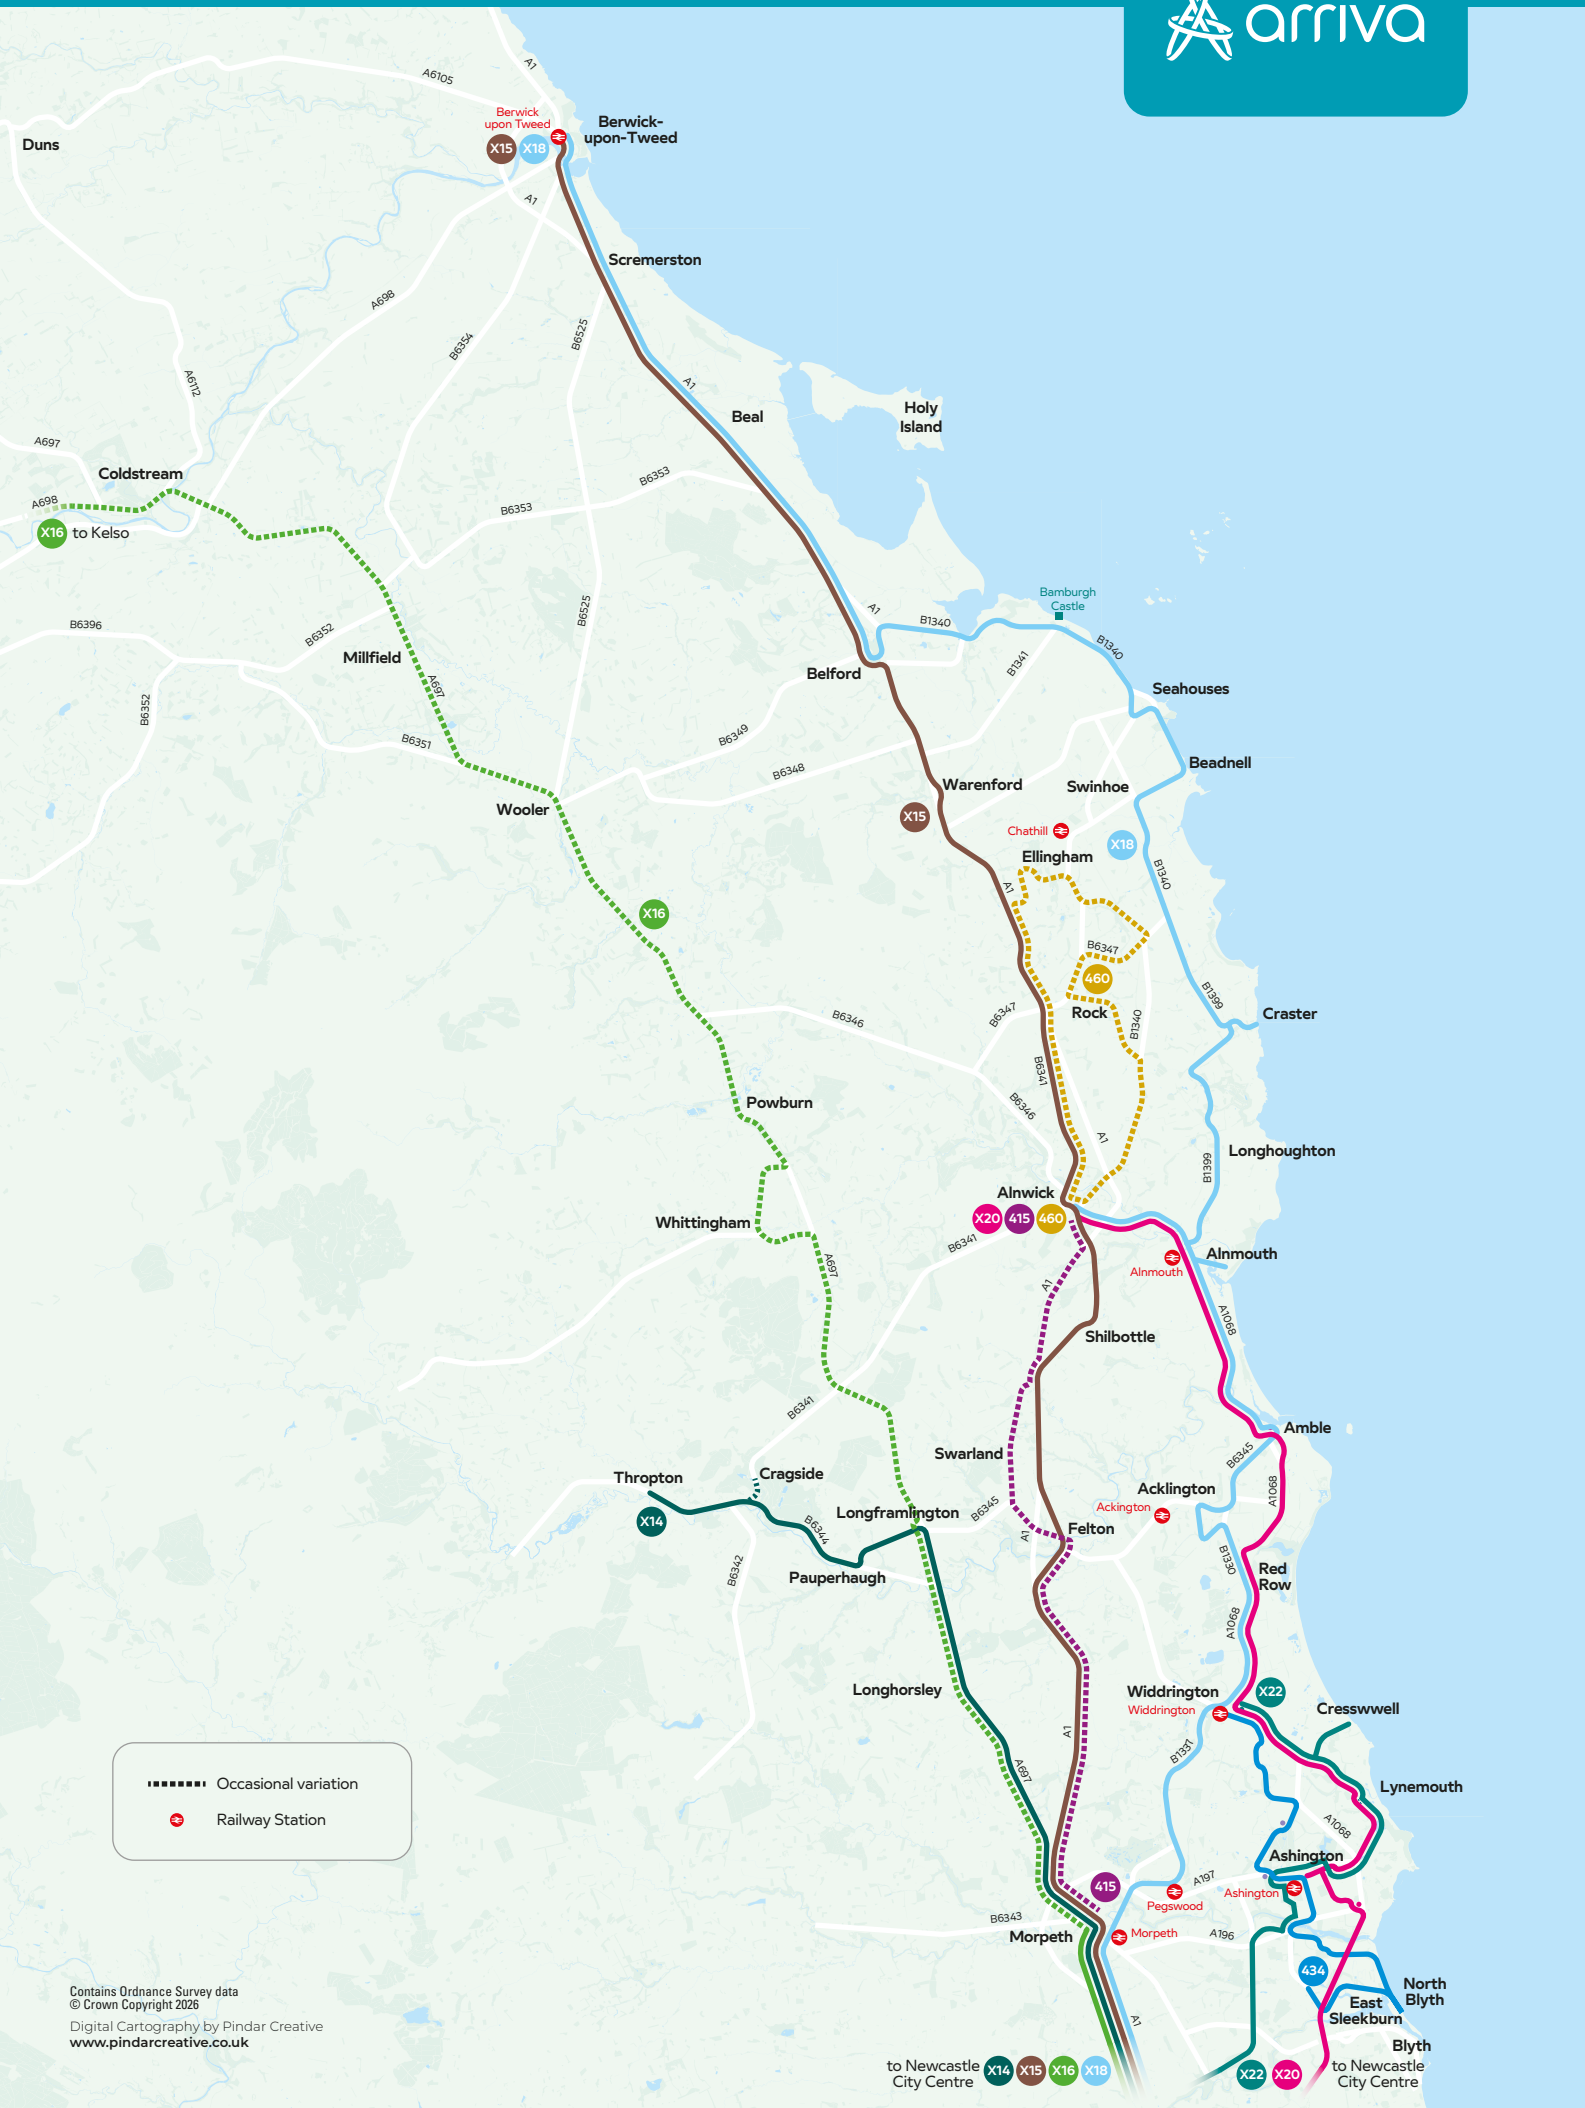 arriva
A1
A6105
Berwick
upon Tweed
Berwick-
upon-Tweed
Duns
X15
X18
A1
Scremerston
A698
B6354
B6525
A1
A6112
Beal
Holy
Island
A697
Coldstream
B6353
A698
B6353
X16 to Kelso
Bamburgh
Castle
B6525
A1
B1340
B6396
B6352
B1340
Millfield
B1341
Belford
A697
Seahouses
B6352
B6349
B6351
Beadnell
B6348
Warenford
Swinhoe
Wooler
X15
Chathill
X18
Ellingham
A1
B1340
X16
B6347
460
B1399
Rock
Craster
B6346
B6347
B1340
B6341
Powburn
B6346
A1
Longhoughton
B1399
Alnwick
Whittingham
X20
415
460
B6341
Alnmouth
A697
Alnmouth
A1
A1068
Shilbottle
B6341
Amble
Swarland
B6345
Thropton
Cragside
Acklington
A1068
Ackington
Longframlington
B6345
X14
B6344
Felton
A1
B1330
B6342
Pauperhaugh
Red
Row
A1068
Longhorsley
Widdrington
X22
Widdrington
Cresswwell
A1
B1337
A697
Occasional variation
Lynemouth
Railway Station
A1068
Ashington
415
A197
Ashington
Pegswood
B6343
Morpeth
Morpeth
A196
434
North
Blyth
East
Sleekburn
A1
Blyth
Contains Ordnance Survey data
© Crown Copyright 2026
Digital Cartography by Pindar Creative
www.pindarcreative.co.uk
to Newcastle
City Centre
X14
X15
X16
X18
X22
X20
to Newcastle
City Centre